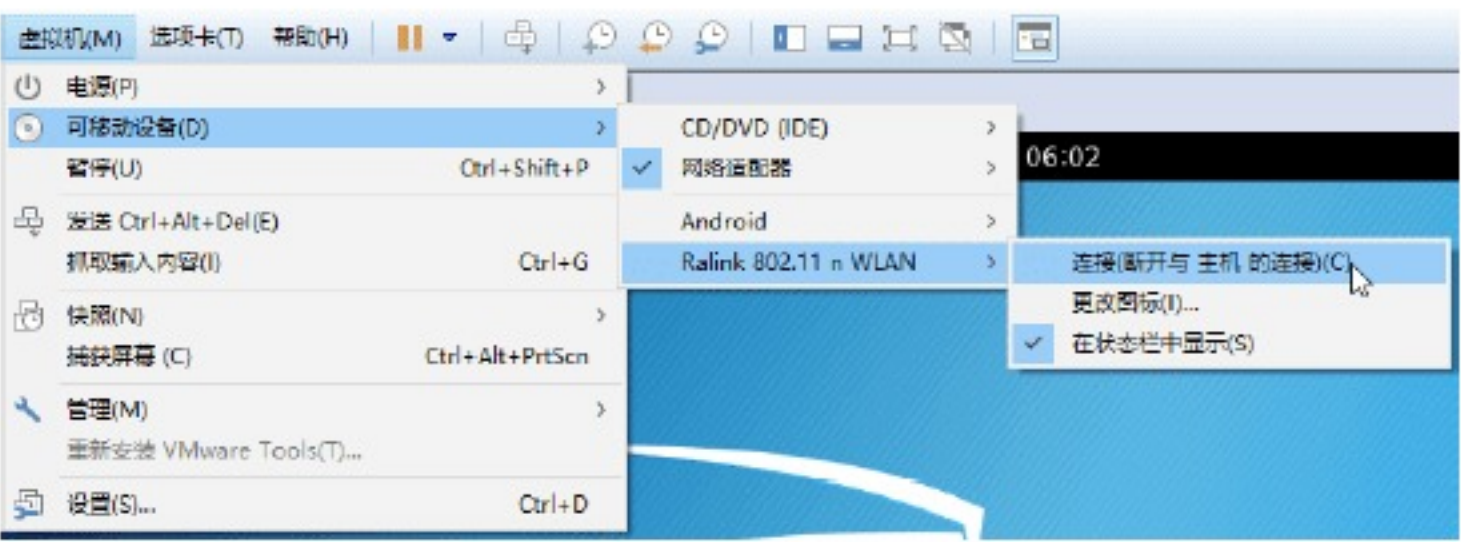 虚拟机(M) 选项卡(T) 帮助(H)
电源(P)
可移动设备(D)
暂停(U) Ctrl+Shift+P
发送 Ctrl+Alt+Del(E)
抓取输入内容(I) Ctrl+G
快照(N)
捕获屏幕 (C) Ctrl+Alt+PrtScn
管理(M)
重新安装 VMware Tools(T)...
设置(S)... Ctrl+D
CD/DVD (IDE)
网络适配器
Android
Ralink 802.11 n WLAN
06:02
连接(断开与 主机 的连接)(C)
更改图标(I)...
在状态栏中显示(S)